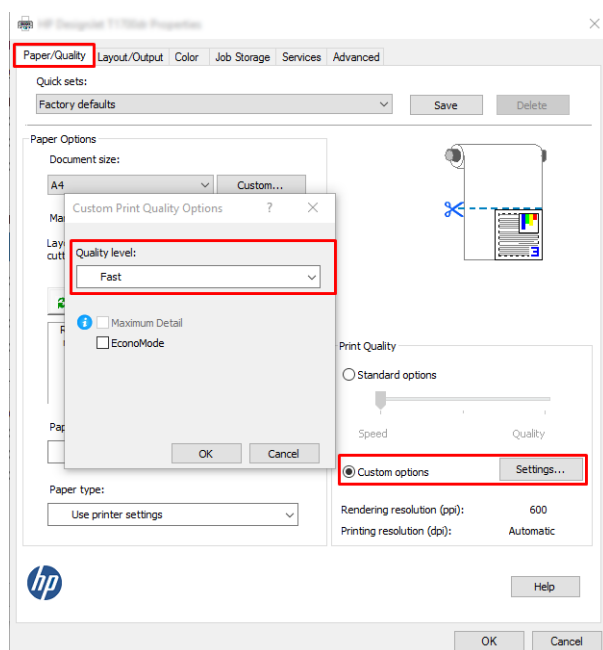 HP Designjet T1700dr Properties
Paper/Quality Layout/Output Color Job Storage Services Advanced
Quick sets:
Factory defaults
Save Delete
Paper Options
Document size:
A4
Custom...
Custom Print Quality Options ? ×
Quality level:
Fast
Maximum Detail
EconoMode
OK Cancel
Print Quality
Standard options
Speed Quality
Custom options Settings...
Paper type:
Use printer settings
Rendering resolution (ppi): 600
Printing resolution (dpi): Automatic
hp
Help
OK Cancel